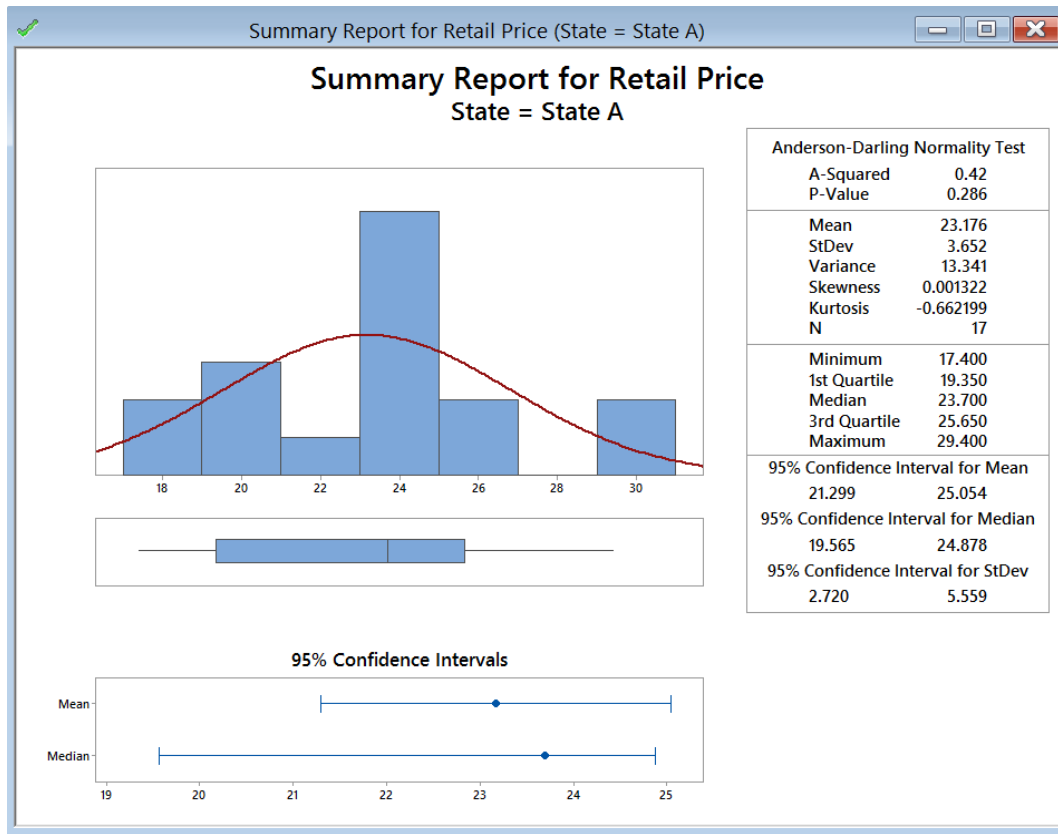 Summary Report for Retail Price (State = State A)
Summary Report for Retail Price
State = State A
18 20 22 24 26 28 30
Anderson-Darling Normality Test
A-Squared 0.42
P-Value 0.286
Mean 23.176
StDev 3.652
Variance 13.341
Skewness 0.001322
Kurtosis -0.662199
N 17
Minimum 17.400
1st Quartile 19.350
Median 23.700
3rd Quartile 25.650
Maximum 29.400
95% Confidence Interval for Mean
21.299 25.054
95% Confidence Interval for Median
19.565 24.878
95% Confidence Interval for StDev
2.720 5.559
95% Confidence Intervals
Mean
Median
19 20 21 22 23 24 25